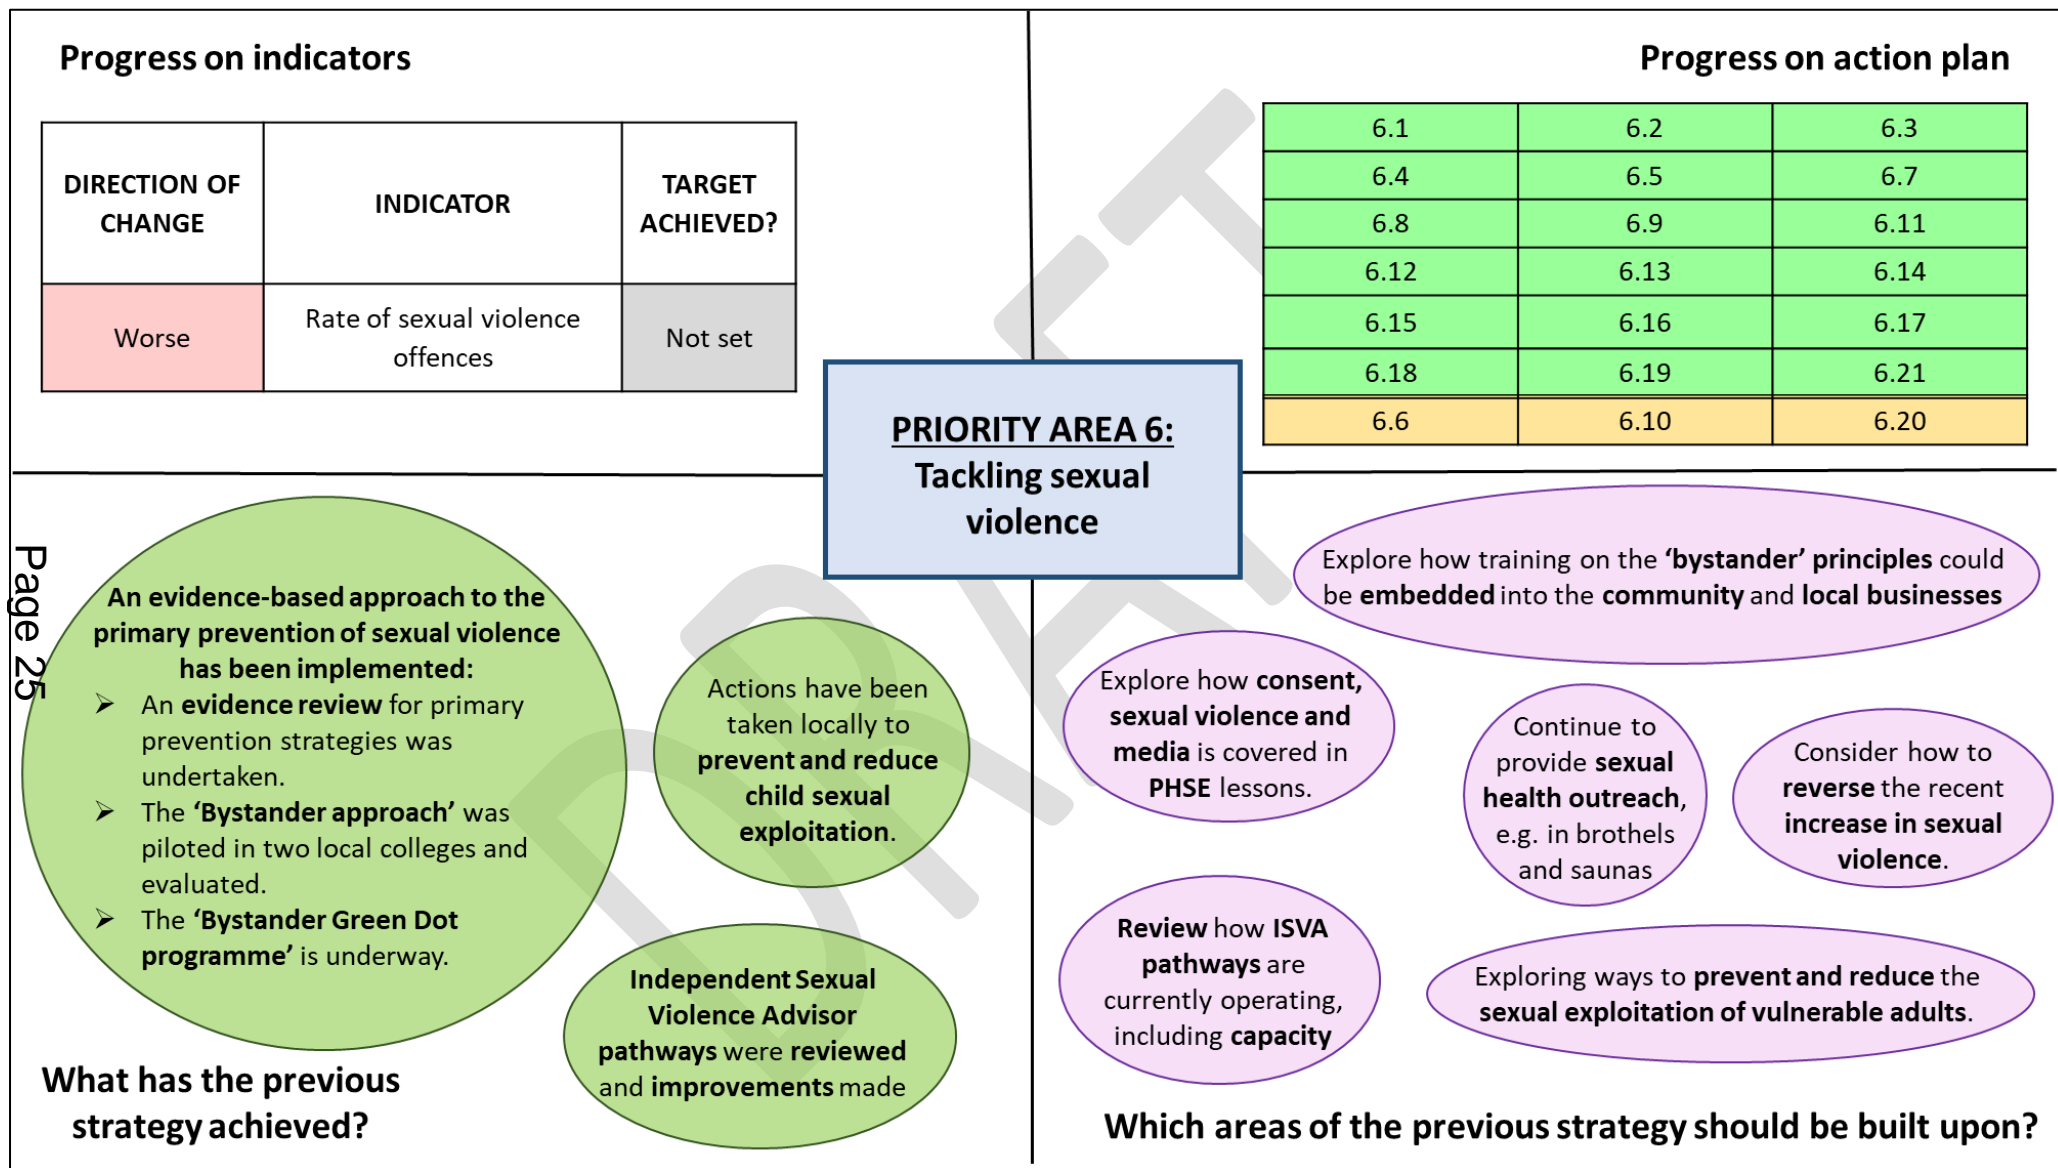 Progress on indicators
DIRECTION OF
CHANGE
INDICATOR
TARGET
ACHIEVED?
Worse
Rate of sexual violence
offences
Not set
Progress on action plan
6.1 6.2 6.3
6.4 6.5 6.7
6.8 6.9 6.11
6.12 6.13 6.14
6.15 6.16 6.17
6.18 6.19 6.21
6.6 6.10 6.20
PRIORITY AREA 6:
Tackling sexual
violence
DRAFT
Page 25
An evidence-based approach to the
primary prevention of sexual violence
has been implemented:
➢ An evidence review for primary
prevention strategies was
undertaken.
➢ The ‘Bystander approach’ was
piloted in two local colleges and
evaluated.
➢ The ‘Bystander Green Dot
programme’ is underway.
Actions have been
taken locally to
prevent and reduce
child sexual
exploitation.
Independent Sexual
Violence Advisor
pathways were reviewed
and improvements made
What has the previous
strategy achieved?
Explore how training on the ‘bystander’ principles could
be embedded into the community and local businesses
Explore how consent,
sexual violence and
media is covered in
PHSE lessons.
Continue to
provide sexual
health outreach,
e.g. in brothels
and saunas
Consider how to
reverse the recent
increase in sexual
violence.
Review how ISVA
pathways are
currently operating,
including capacity
Exploring ways to prevent and reduce the
sexual exploitation of vulnerable adults.
Which areas of the previous strategy should be built upon?